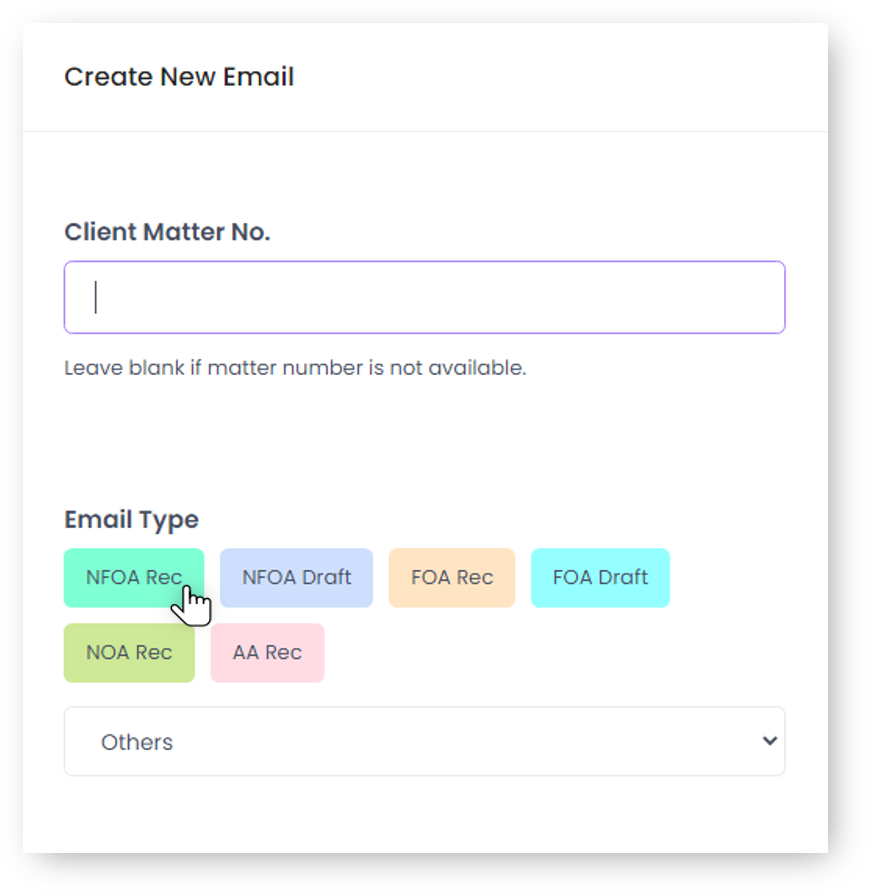 Create New Email
Client Matter No.
Leave blank if matter number is not available.
Email Type
NFOA Rec NFOA Draft FOA Rec FOA Draft
NOA Rec AA Rec
Others